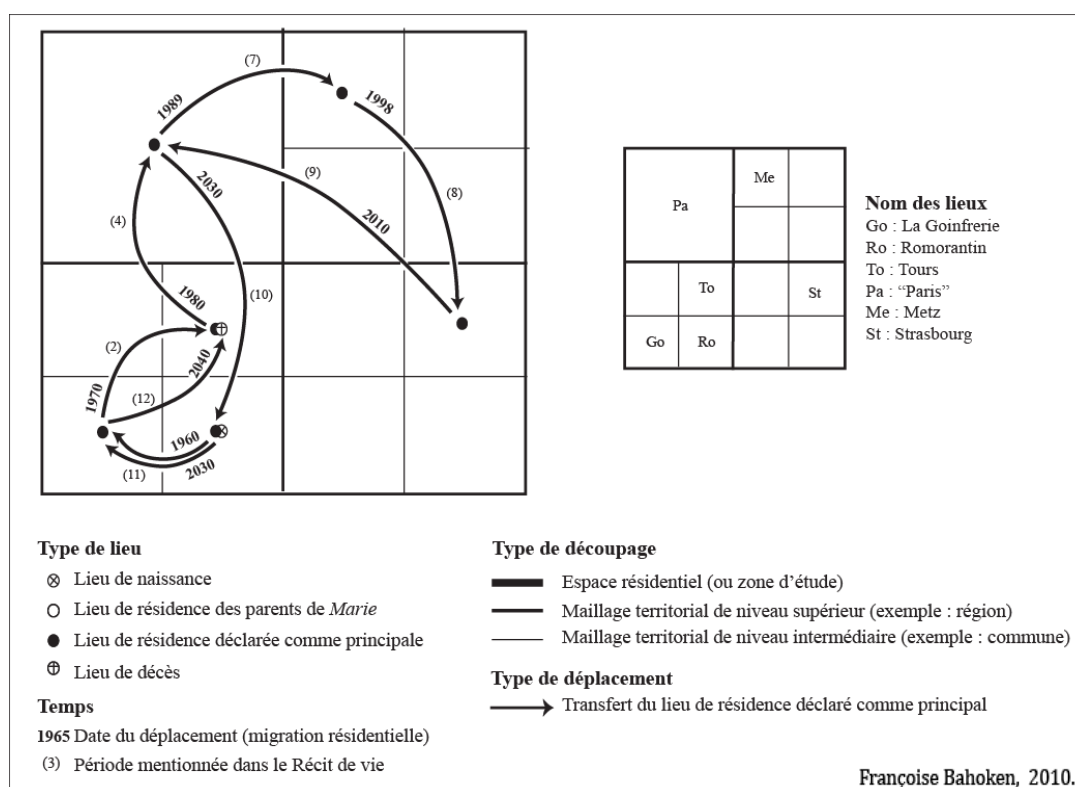 (7)
1989
1998
2030
(9)
(8)
(4)
2010
1980
(10)
(2)
2040
1970
(12)
1960
(11)
2030
Me
Pa
To
St
Go
Ro
Nom des lieux
Go : La Goinfrerie
Ro : Romorantin
To : Tours
Pa : “Paris”
Me : Metz
St : Strasbourg
Type de lieu
Lieu de naissance
Lieu de résidence des parents de Marie
Lieu de résidence déclarée comme principale
Lieu de décès
Temps
1965 Date du déplacement (migration résidentielle)
(3) Période mentionnée dans le Récit de vie
Type de découpage
Espace résidentiel (ou zone d’étude)
Maillage territorial de niveau supérieur (exemple : région)
Maillage territorial de niveau intermédiaire (exemple : commune)
Type de déplacement
Transfert du lieu de résidence déclaré comme principal
Françoise Bahoken, 2010.